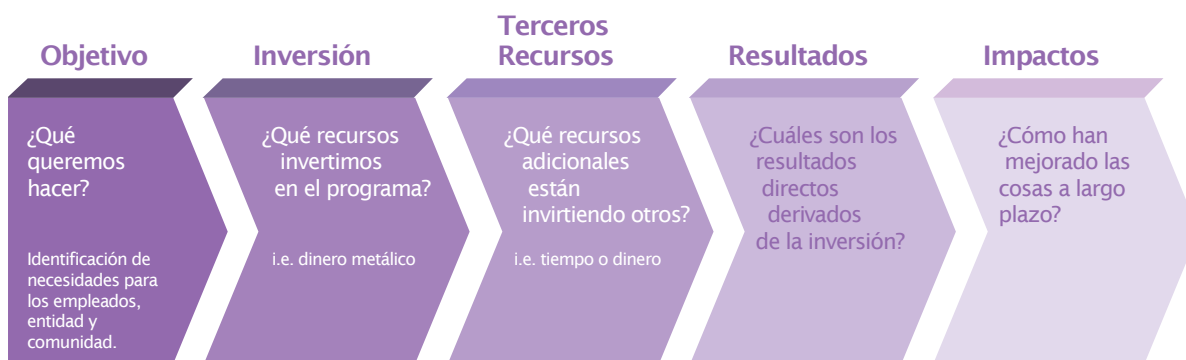 Objetivo
¿Qué
queremos
hacer?
Identificación de
necesidades para
los empleados,
entidad y
comunidad.
Inversión
¿Qué recursos
invertimos
en el programa?
i.e. dinero metálico
Terceros
Recursos
¿Qué recursos
adicionales
están
invirtiendo otros?
i.e. tiempo o dinero
Resultados
¿Cuáles son los
resultados
directos
derivados
de la inversión?
Impactos
¿Cómo han
mejorado las
cosas a largo
plazo?